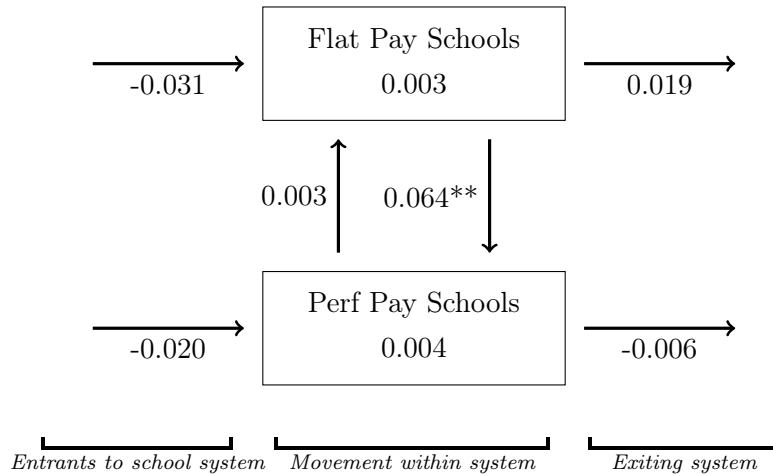 Flat Pay Schools
0.003
-0.031
0.019
0.003
0.064**
Perf Pay Schools
0.004
-0.020
-0.006
Entrants to school system
Movement within system
Exiting system